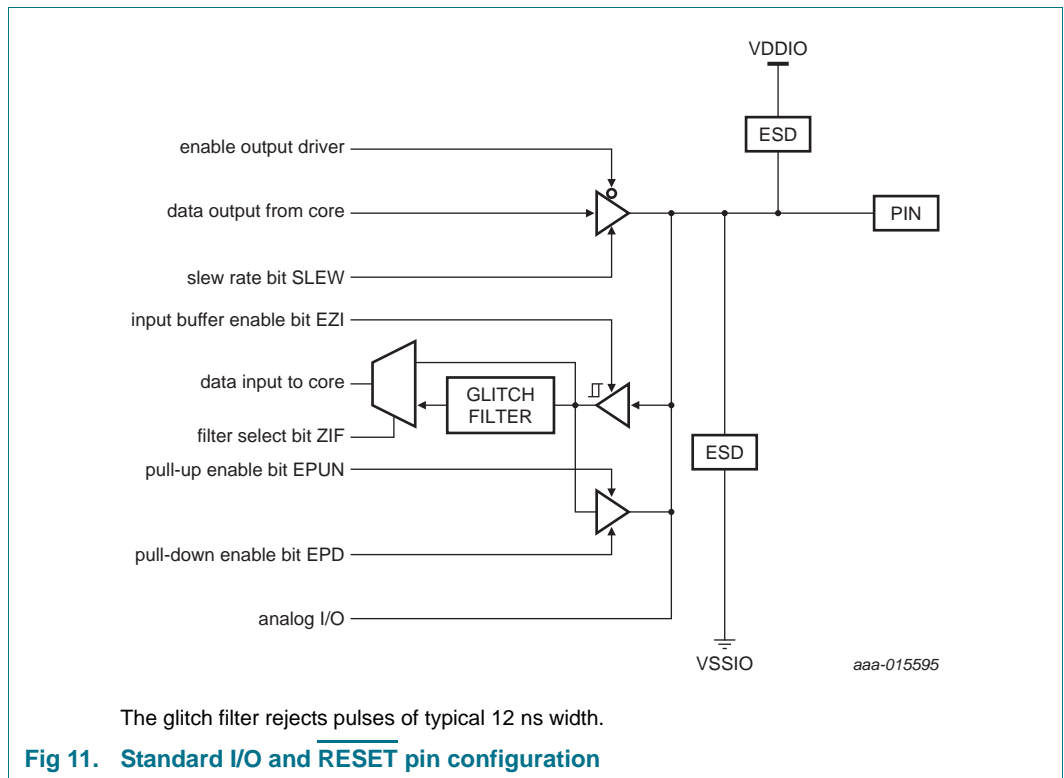 VDDIO
ESD
enable output driver
data output from core
PIN
slew rate bit SLEW
input buffer enable bit EZI
data input to core
GLITCH
FILTER
filter select bit ZIF
ESD
pull-up enable bit EPUN
pull-down enable bit EPD
analog I/O
VSSIO
aaa-015595
The glitch filter rejects pulses of typical 12 ns width.
Fig 11. Standard I/O and RESET pin configuration